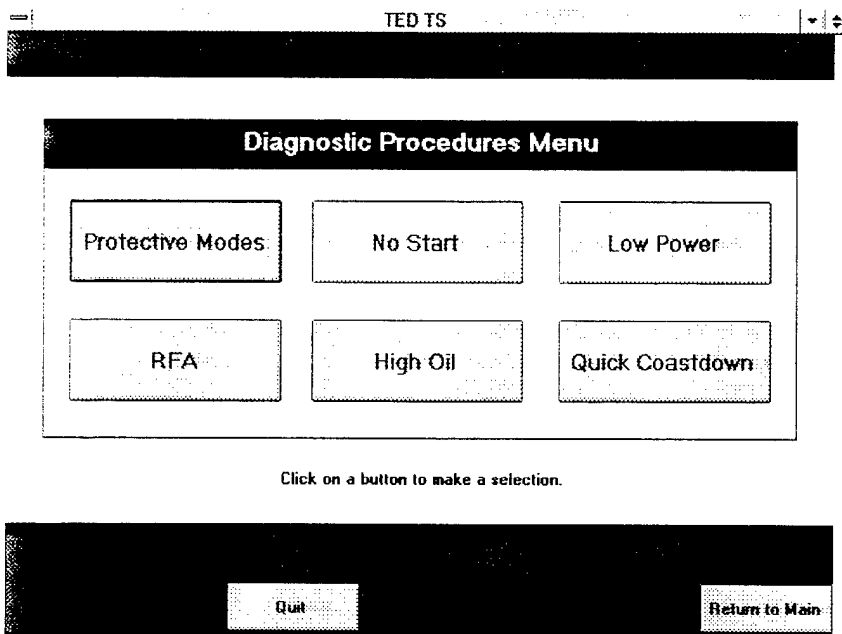 TED TS
Diagnostic Procedures Menu
Protective Modes
No Start
Low Power
RFA
High Oil
Quick Coastdown
Click on a button to make a selection.
Quit
Return to Main